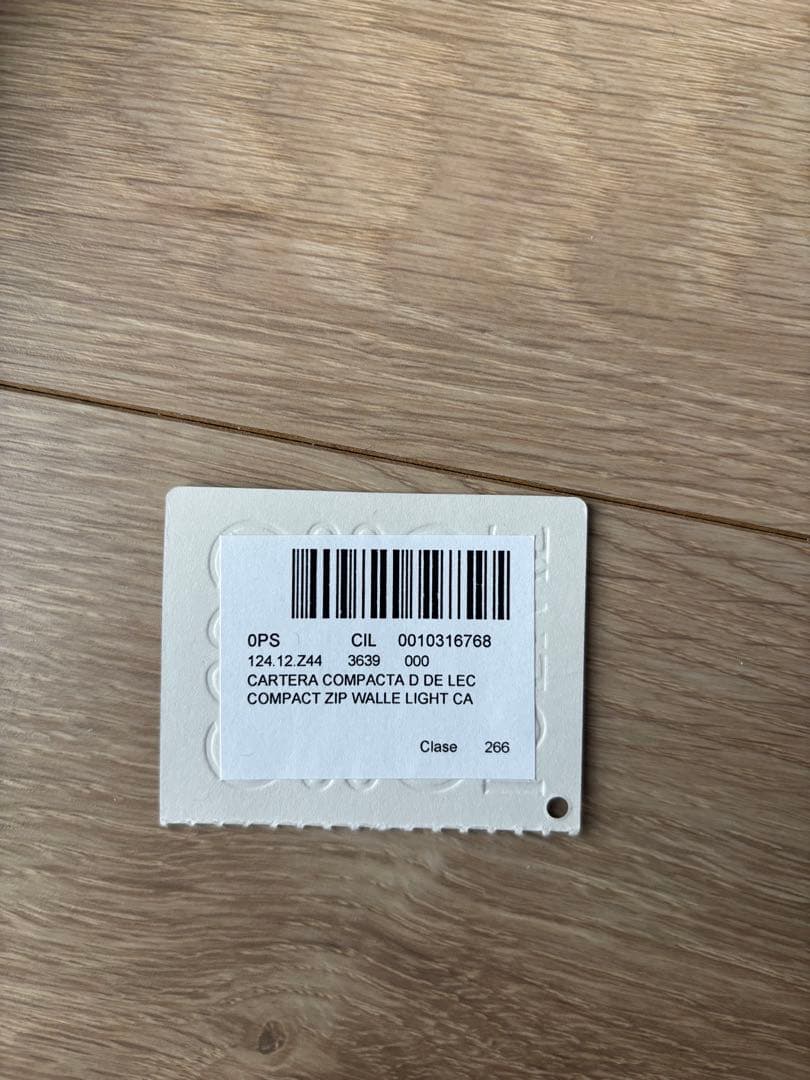 0PS CIL 0010316768
124.12.Z44 3639 000
CARTERA COMPACTA D DE LEC
COMPACT ZIP WALLE LIGHT CA
Clase 266